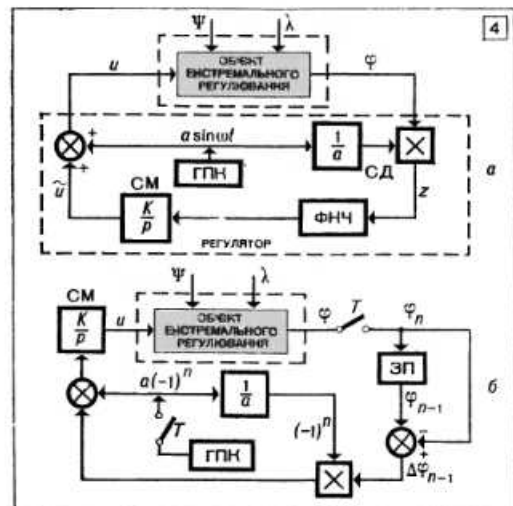 4
Ψ λ
u
ОБ'ЄКТ
ЕКСТРЕМАЛЬНОГО
РЕГУЛЮВАННЯ
φ
+
a sinωt
1/a
×
+
ГПК
СД
а
ũ
СМ
K/p
ФНЧ
z
РЕГУЛЯТОР
Ψ λ
СМ
K/p
u
ОБ'ЄКТ
ЕКСТРЕМАЛЬНОГО
РЕГУЛЮВАННЯ
φ T φn
ЗП
б
a(-1)^n
1/a
φn-1
T
(-1)^n
−
+
ГПК
×
Δφn-1